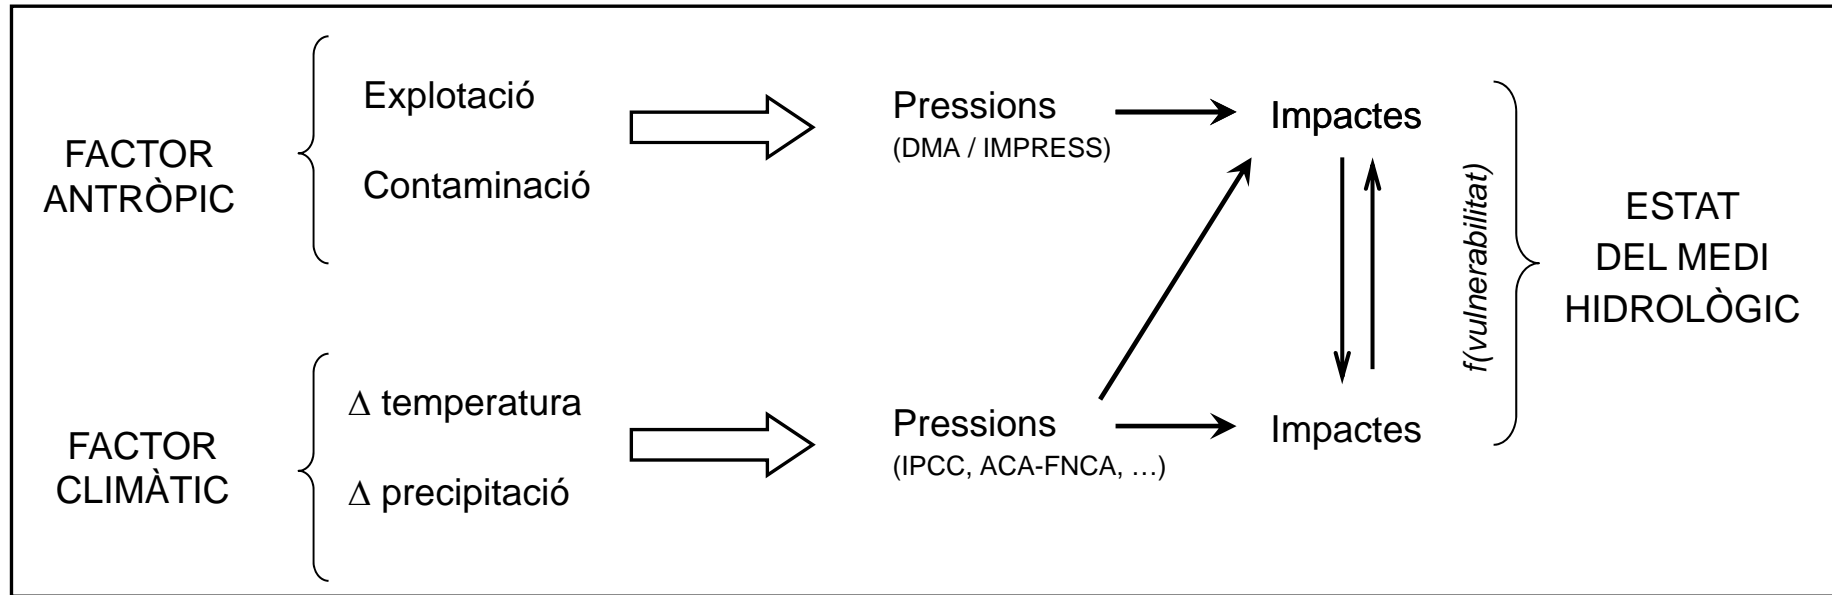 FACTOR
ANTRÒPIC
Explotació
Contaminació
Pressions
(DMA / IMPRESS)
Impactes
FACTOR
CLIMÀTIC
∆ temperatura
∆ precipitació
Pressions
(IPCC, ACA-FNCA, …)
Impactes
f(vulnerabilitat)
ESTAT
DEL MEDI
HIDROLÒGIC